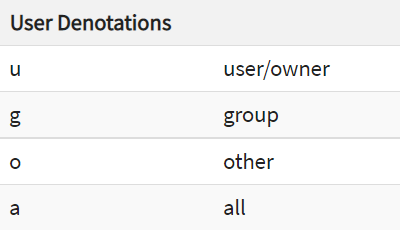 User Denotations
u user/owner
g group
o other
a all